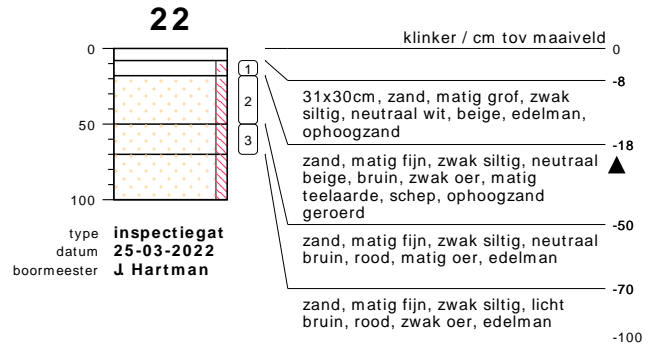 22
klinker / cm tov maaiveld
0
0
-8
31x30cm, zand, matig grof, zwak
siltig, neutraal wit, beige, edelman,
ophoogzand
1
2
3
50
100
-18
zand, matig fijn, zwak siltig, neutraal
beige, bruin, zwak oer, matig
teelaarde, schep, ophoogzand
geroerd
-50
zand, matig fijn, zwak siltig, neutraal
bruin, rood, matig oer, edelman
-70
zand, matig fijn, zwak siltig, licht
bruin, rood, zwak oer, edelman
-100
type inspectiegat
datum 25-03-2022
boormeester J. Hartman